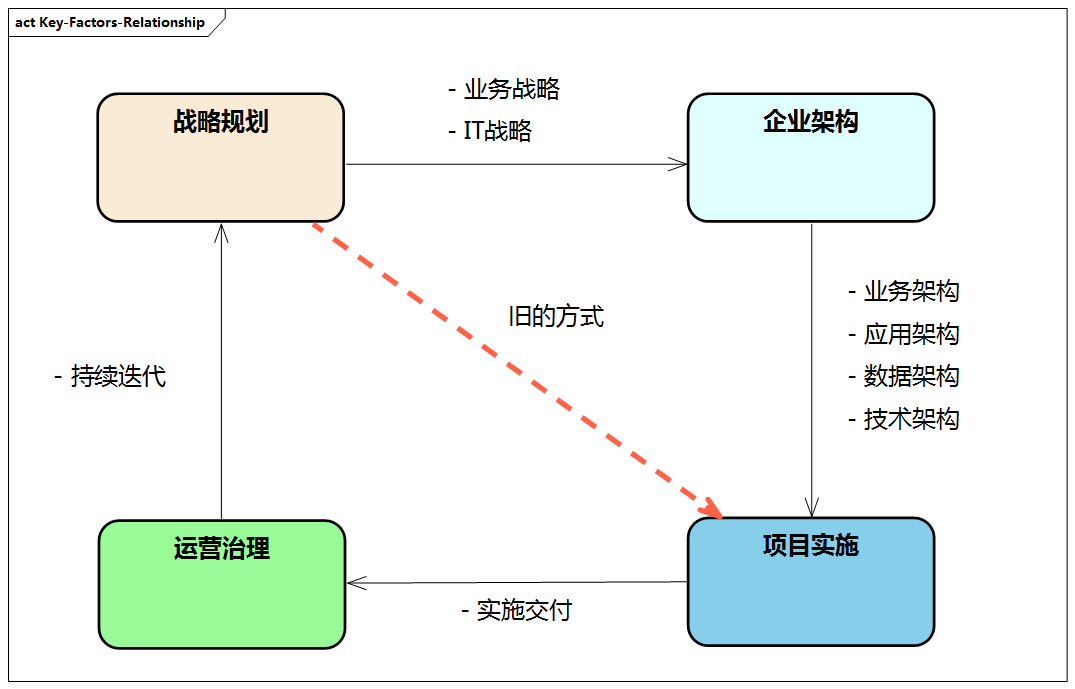 act Key-Factors-Relationship
战略规划
- 业务战略
- IT战略
企业架构
- 业务架构
- 应用架构
- 数据架构
- 技术架构
旧的方式
- 持续迭代
运营治理
- 实施交付
项目实施